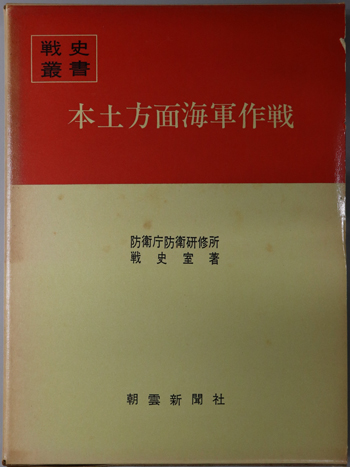 戦史
叢書
本土方面海軍作戦
防衛庁防衛研修所
戦史室著
朝雲新聞社